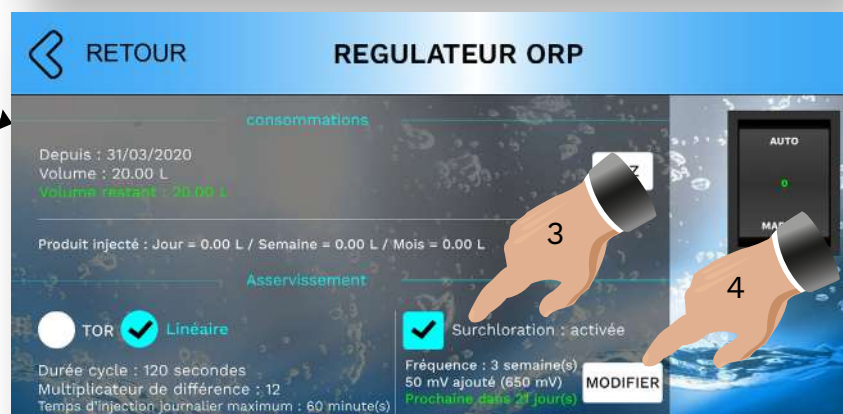 RETOUR
REGULATEUR ORP
consommations
Depuis : 31/03/2020
Volume : 20.00 L
Volume restant : 20.00 L
AUTO
0
Produit injecté : Jour = 0.00 L / Semaine = 0.00 L / Mois = 0.00 L
3
Asservissement
4
TOR
Linéaire
Surchloration : activée
Durée cycle : 120 secondes
Multiplicateur de différence : 12
Temps d'injection journalier maximum : 60 minute(s)
Fréquence : 3 semaine(s)
50 mV ajouté (650 mV)
Prochaine dans 21 jour(s)
MODIFIER